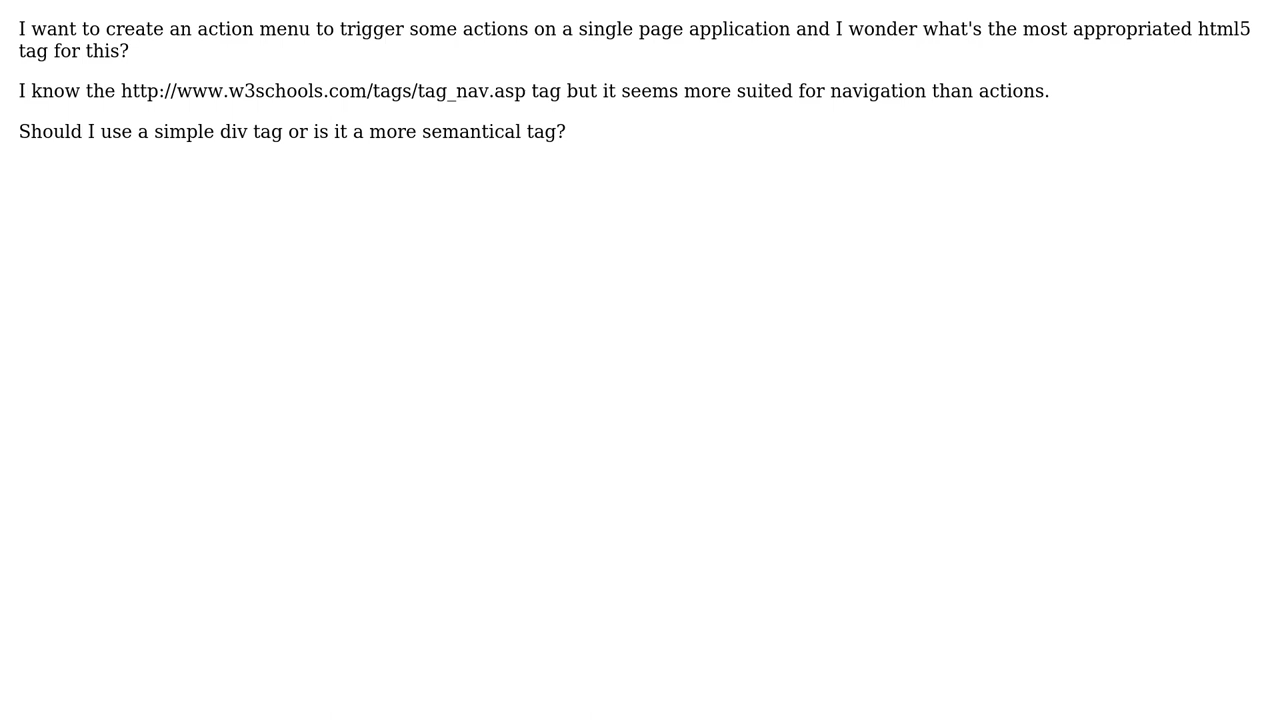 I want to create an action menu to trigger some actions on a single page application and I wonder what's the most appropriated html5
tag for this?
I know the http://www.w3schools.com/tags/tag_nav.asp tag but it seems more suited for navigation than actions.
Should I use a simple div tag or is it a more semantical tag?